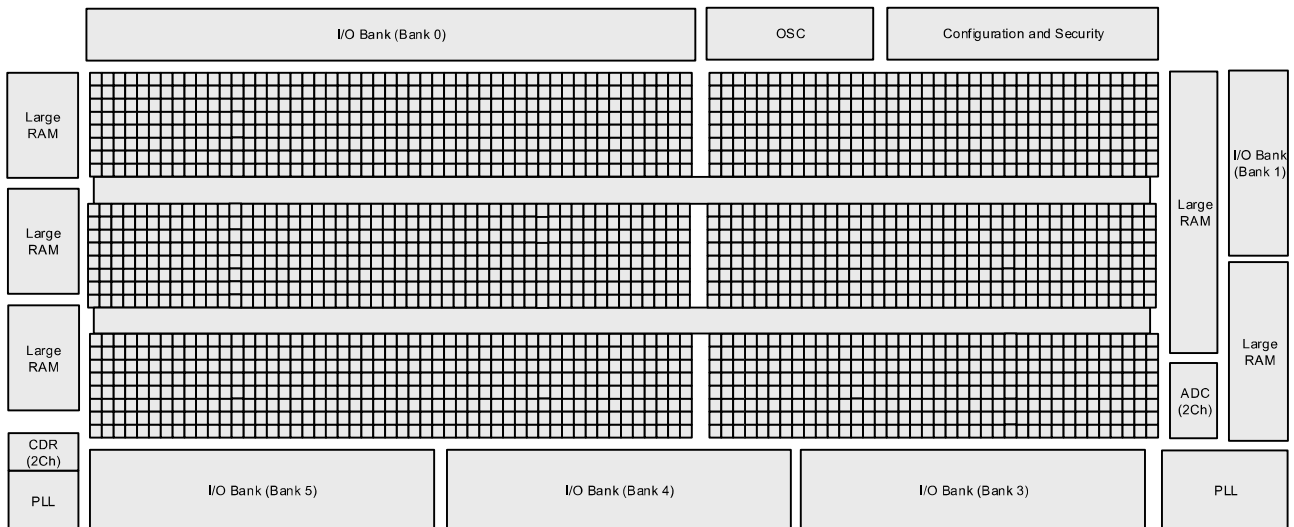 I/O Bank (Bank 0)
OSC
Configuration and Security
Large
RAM
Large
RAM
Large
RAM
CDR
(2Ch)
PLL
I/O Bank (Bank 5)
I/O Bank (Bank 4)
I/O Bank (Bank 3)
Large
RAM
ADC
(2Ch)
I/O Bank
(Bank 1)
Large
RAM
PLL